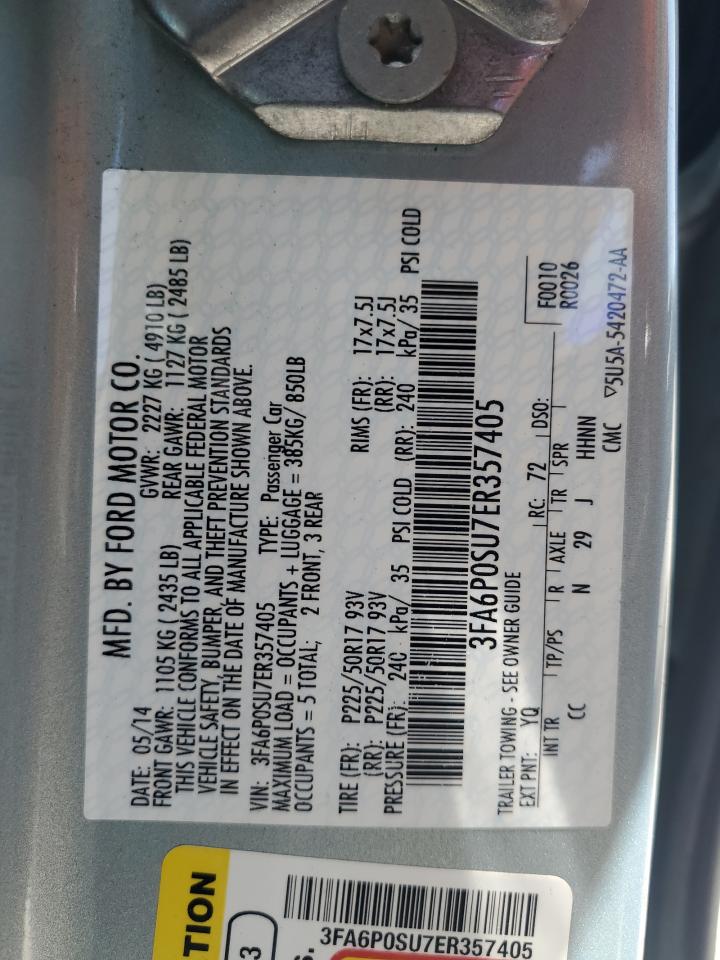 MFD. BY FORD MOTOR CO.
DATE: 05/14 GVWR: 2227 KG ( 4910 LB)
FRONT GAWR: 1105 KG ( 2435 LB) REAR GAWR: 1127 KG ( 2485 LB)
THIS VEHICLE CONFORMS TO ALL APPLICABLE FEDERAL MOTOR
VEHICLE SAFETY, BUMPER, AND THEFT PREVENTION STANDARDS
IN EFFECT ON THE DATE OF MANUFACTURE SHOWN ABOVE.
VIN: 3FA6P0SU7ER357405 TYPE: Passenger Car
MAXIMUM LOAD = OCCUPANTS + LUGGAGE = 385KG/ 850LB
OCCUPANTS = 5 TOTAL; 2 FRONT, 3 REAR
TIRE (FR): P225/50R17 93V RIMS (FR): 17x7.5J
(RR): P225/50R17 93V (RR): 17x7.5J
PRESSURE (FR): 240 kPa/ 35 PSI COLD (RR): 240 kPa/ 35 PSI COLD
3FA6P0SU7ER357405
TRAILER TOWING - SEE OWNER GUIDE
EXT PNT: YQ RC: 72 DSO: F0010
R0026
INT TR TP/PS R AXLE TR SPR
CC N 29 J HHNN
CMC ▽5U5A-5420472-AA
TION
3
S.
3FA6P0SU7ER357405